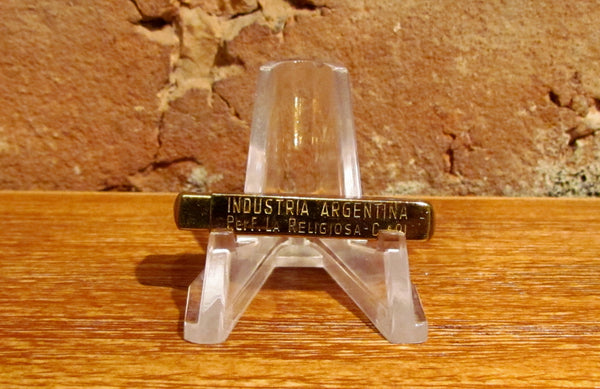 INDUSTRIA ARGENTINA
Perf. LA RELIGIOSA -